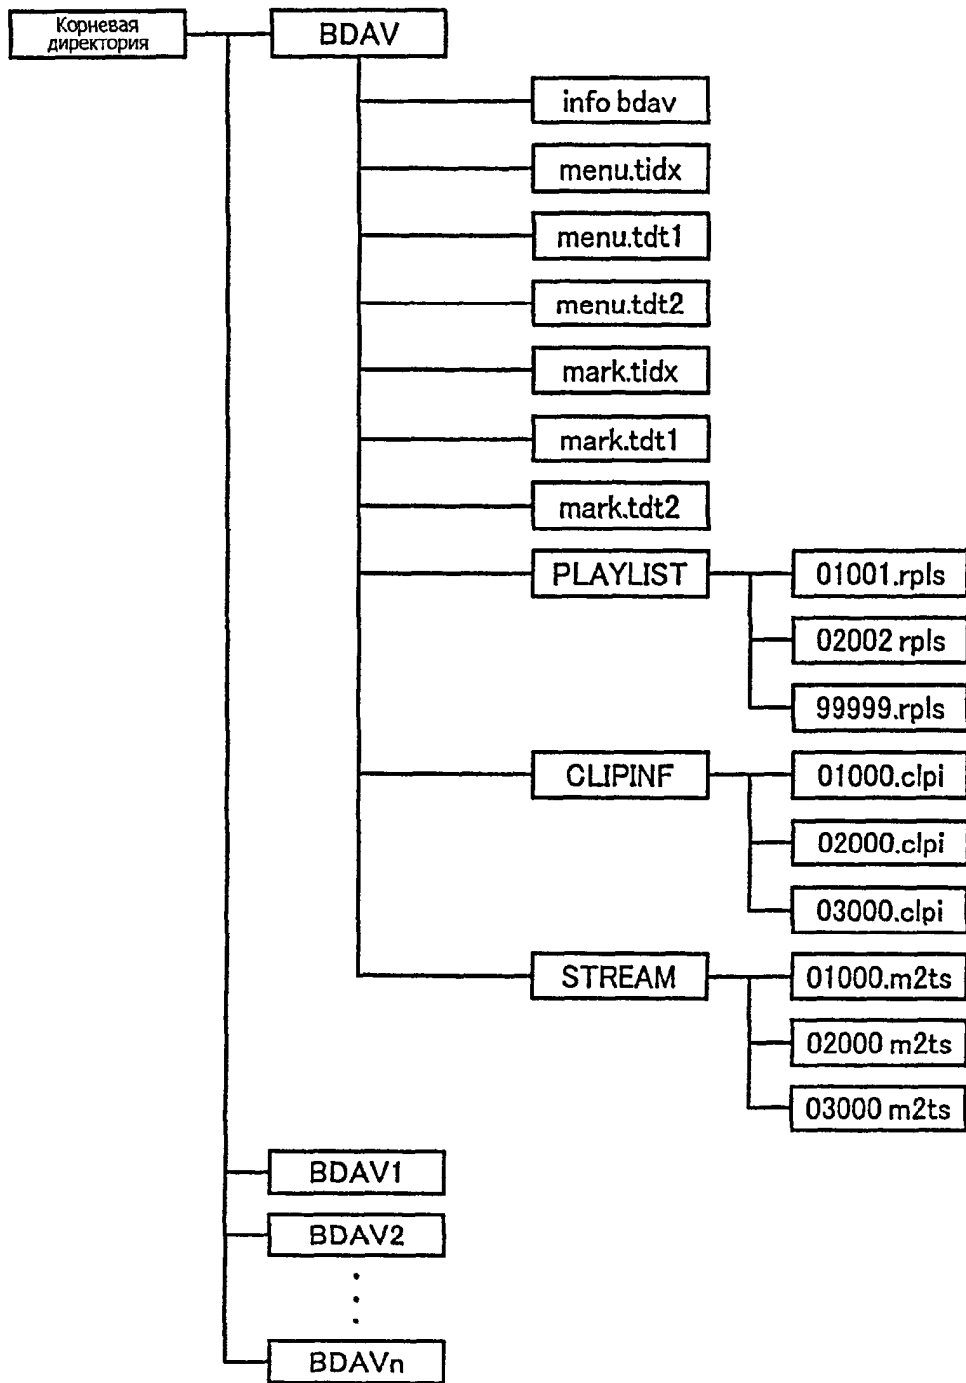 Корневая
директория
BDAV
info bdav
menu.tidx
menu.tdt1
menu.tdt2
mark.tidx
mark.tdt1
mark.tdt2
PLAYLIST
01001.rpls
02002 rpls
99999.rpls
CLIPINF
01000.clpi
02000.clpi
03000.clpi
STREAM
01000.m2ts
02000 m2ts
03000 m2ts
BDAV1
BDAV2
BDAVn